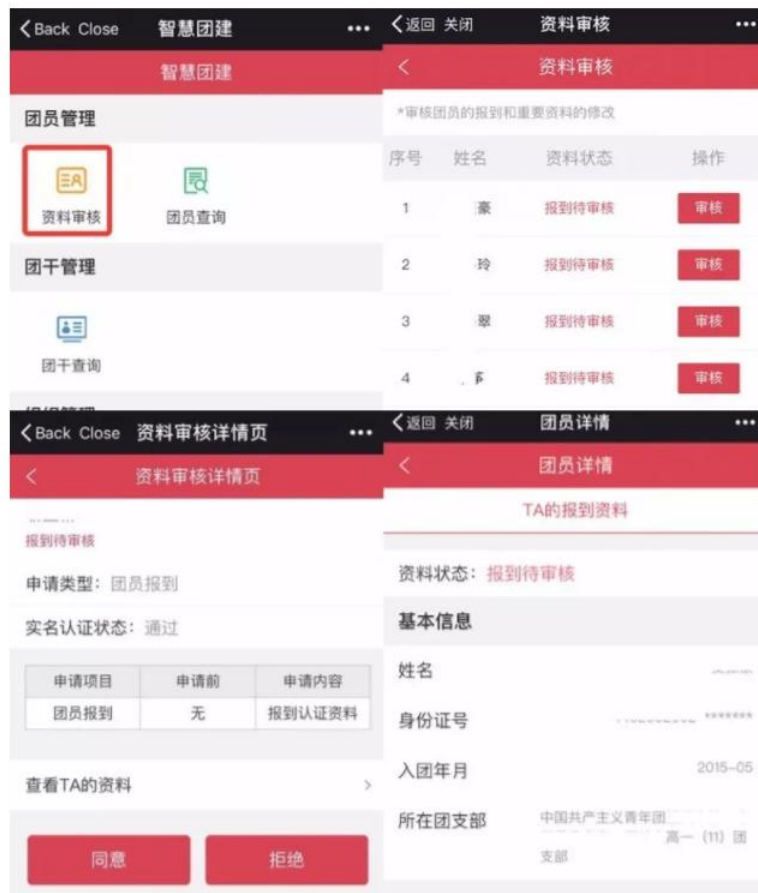 Back Close 智慧团建
智慧团建
团员管理
资料审核 团员查询
团干管理
团干查询
返回 关闭 资料审核
资料审核
*审核团员的报到和重要资料的修改
序号 姓名 资料状态 操作
1 豪 报到待审核 审核
2 玲 报到待审核 审核
3 翠 报到待审核 审核
4 报到待审核 审核
Back Close 资料审核详情页
资料审核详情页
报到待审核
申请类型：团员报到
实名认证状态：通过
申请项目 申请前 申请内容
团员报到 无 报到认证资料
查看TA的资料
同意 拒绝
返回 关闭 团员详情
团员详情
TA的报到资料
资料状态：报到待审核
基本信息
姓名
身份证号 *******
入团年月 2015-05
所在团支部 中国共产主义青年团
高一（11）团
支部